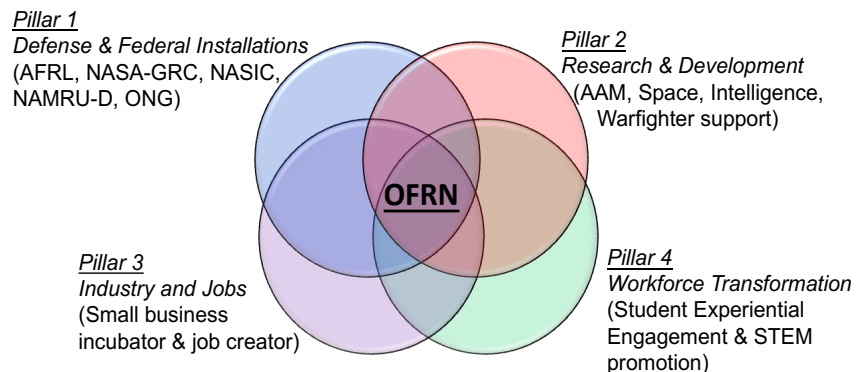 Pillar 1
Defense & Federal Installations
(AFRL, NASA-GRC, NASIC,
NAMRU-D, ONG)
Pillar 2
Research & Development
(AAM, Space, Intelligence,
Warfighter support)
OFRN
Pillar 3
Industry and Jobs
(Small business
incubator & job creator)
Pillar 4
Workforce Transformation
(Student Experiential
Engagement & STEM
promotion)